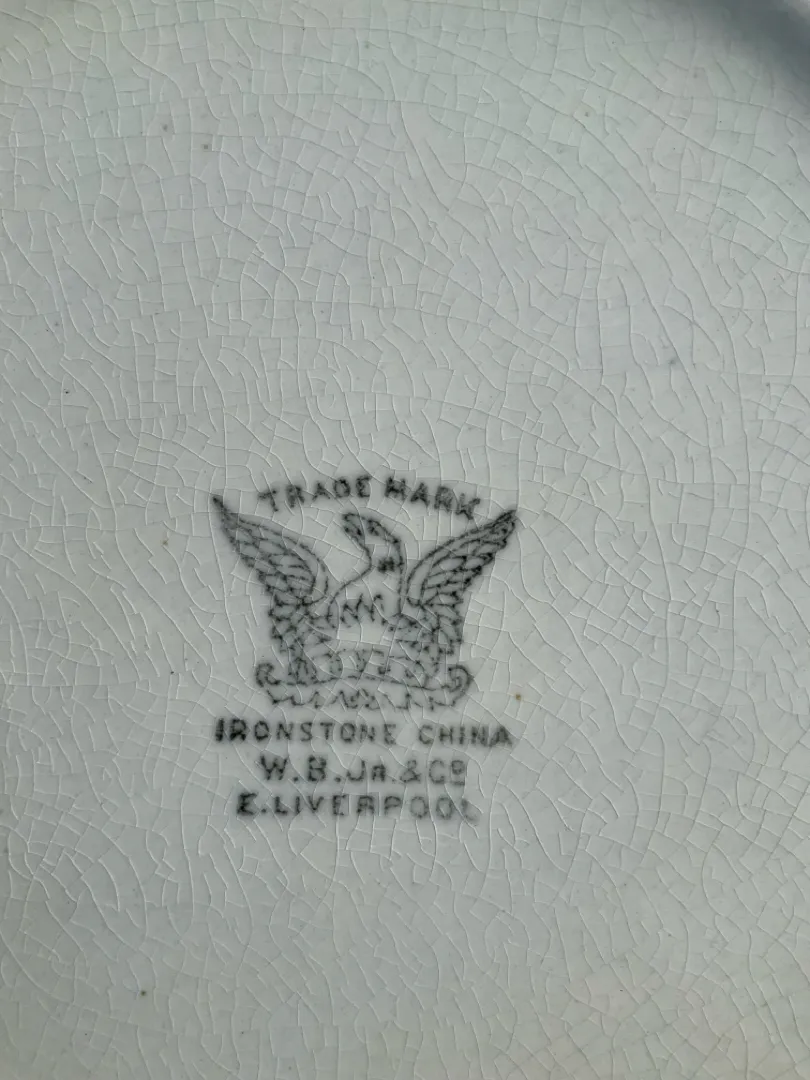 TRADE MARK
IRONSTONE CHINA
W.B.JR.&Cº
E.LIVERPOOL